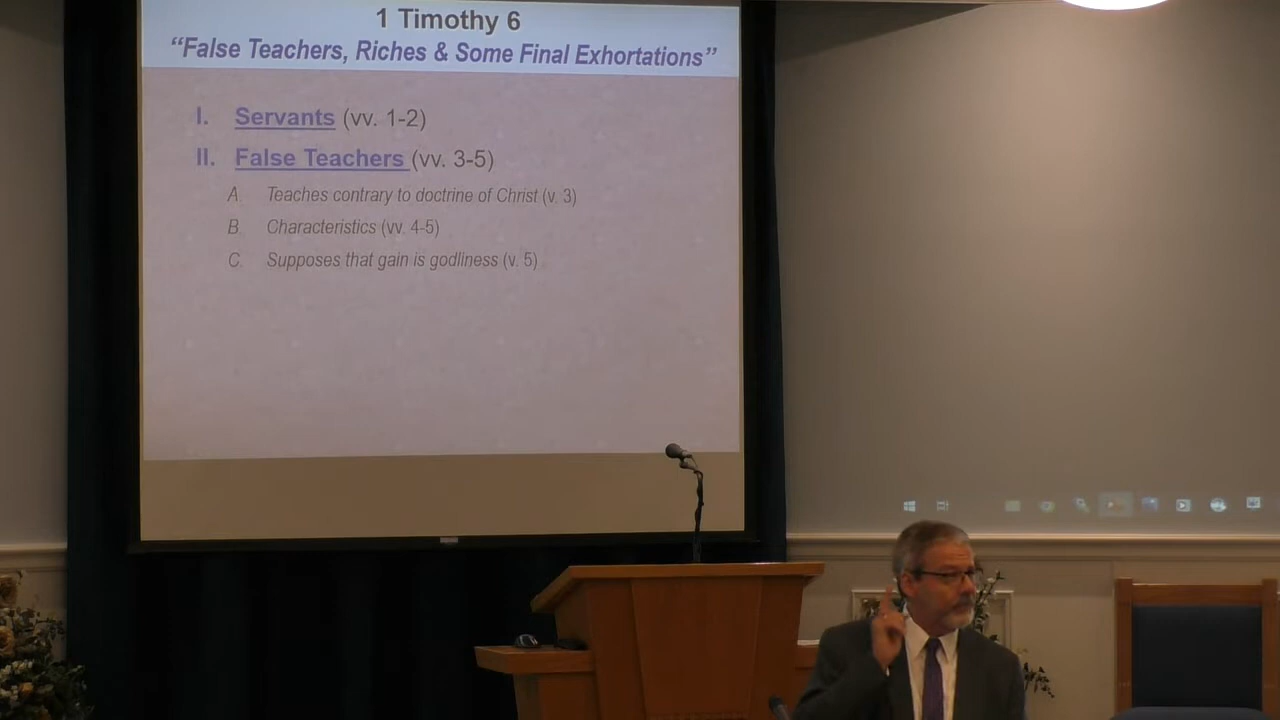 1 Timothy 6
“False Teachers, Riches & Some Final Exhortations”
I. Servants (vv. 1-2)
II. False Teachers (vv. 3-5)
A. Teaches contrary to doctrine of Christ (v. 3)
B. Characteristics (vv. 4-5)
C. Supposes that gain is godliness (v. 5)